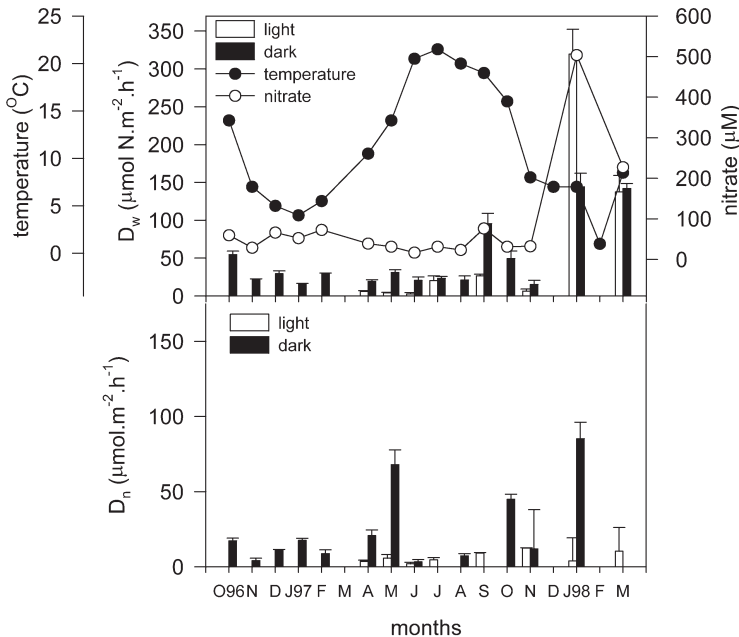 25
20
15
10
5
0
temperature (°C)
350
300
250
200
150
100
50
0
D_w (μmol N.m⁻².h⁻¹)
light
dark
temperature
nitrate
600
500
400
300
200
100
0
nitrate (μM)
light
dark
150
100
50
0
D_n (μmol.m⁻².h⁻¹)
O96 N D J97 F M A M J J A S O N D J98 F M
months